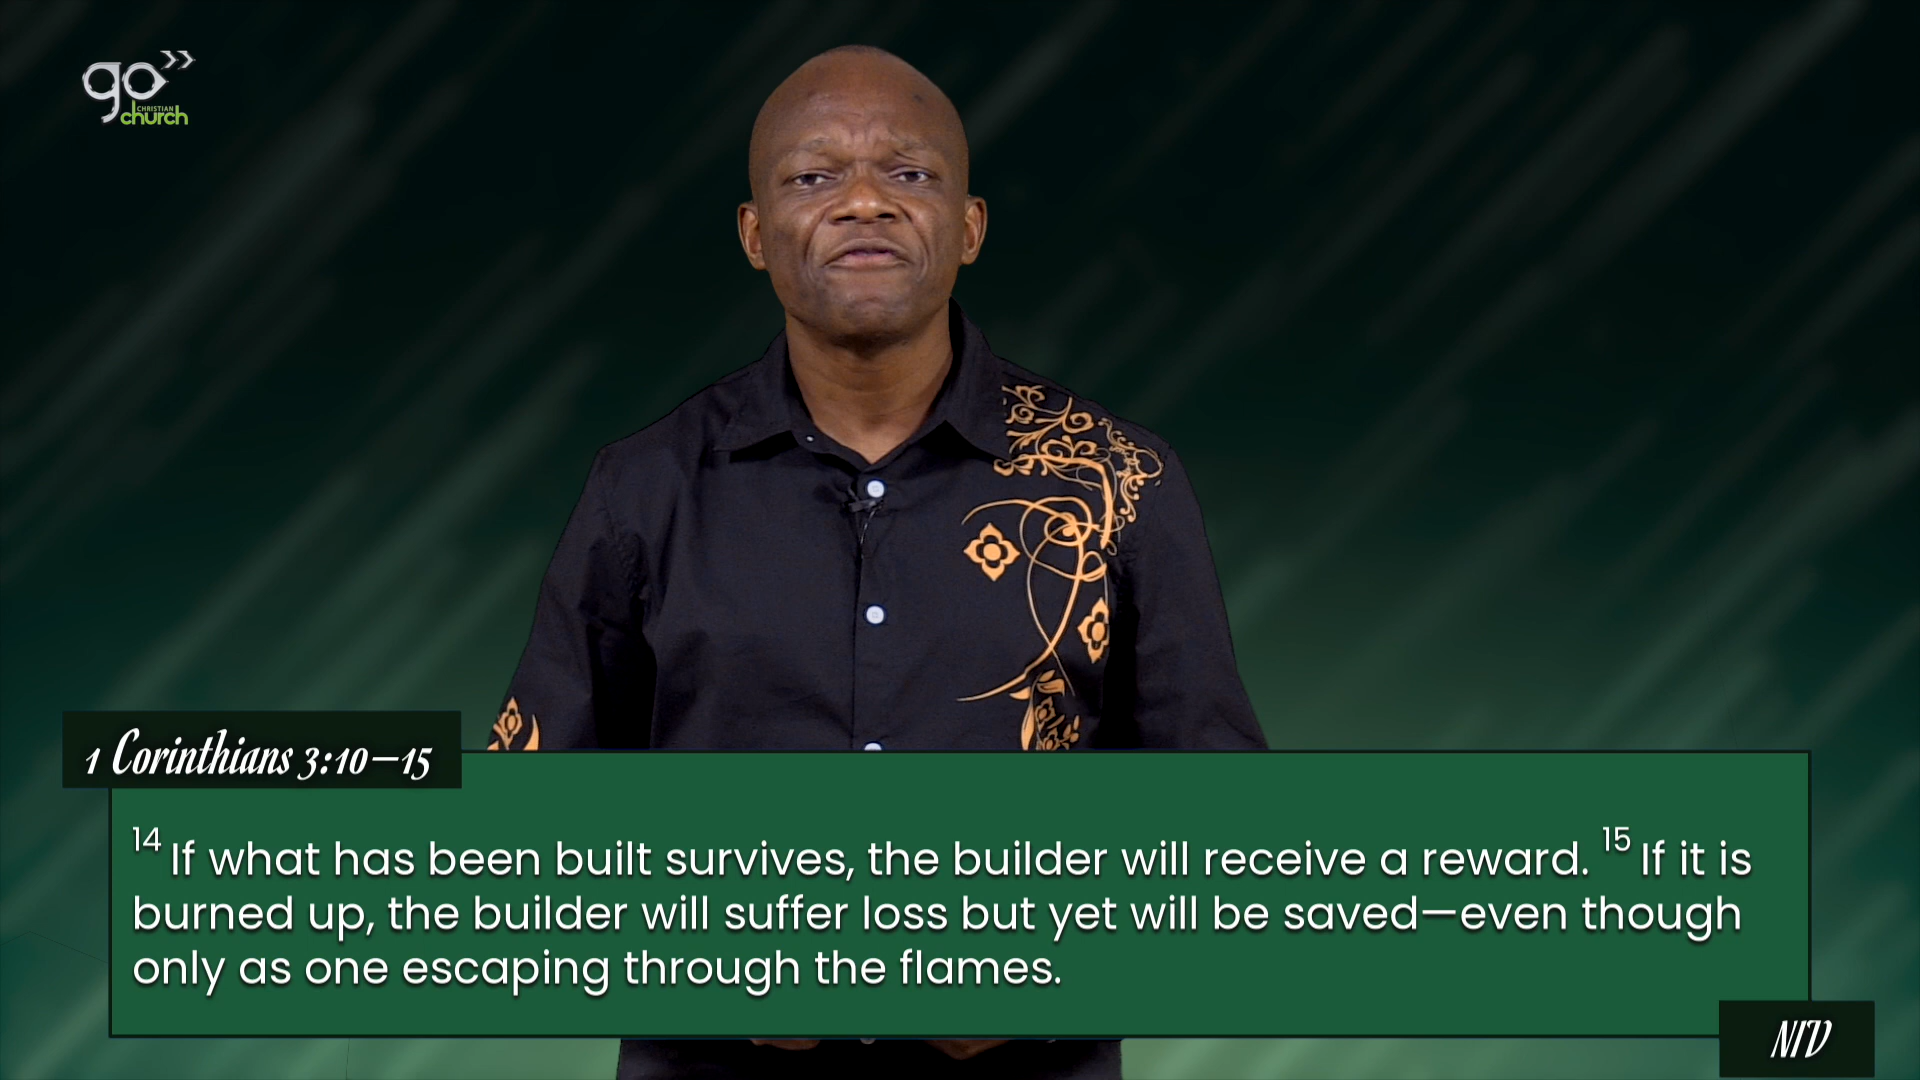 go
CHRISTIAN
church
1 Corinthians 3:10–15
14 If what has been built survives, the builder will receive a reward. 15 If it is
burned up, the builder will suffer loss but yet will be saved—even though
only as one escaping through the flames.
NIV